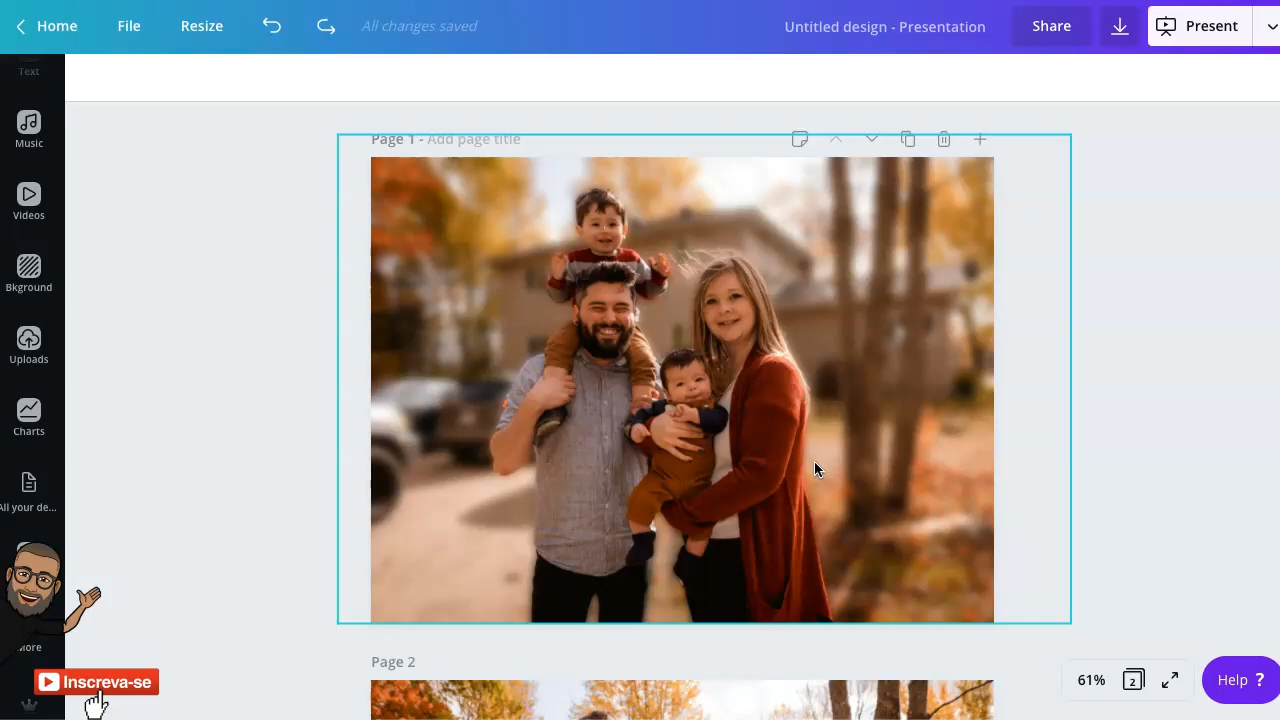 Home
File
Resize
All changes saved
Untitled design - Presentation
Share
Present
Text
Music
Videos
Bkground
Uploads
Charts
All your de...
More
Inscreva-se
Page 1 - Add page title
Page 2
61%
2
Help ?